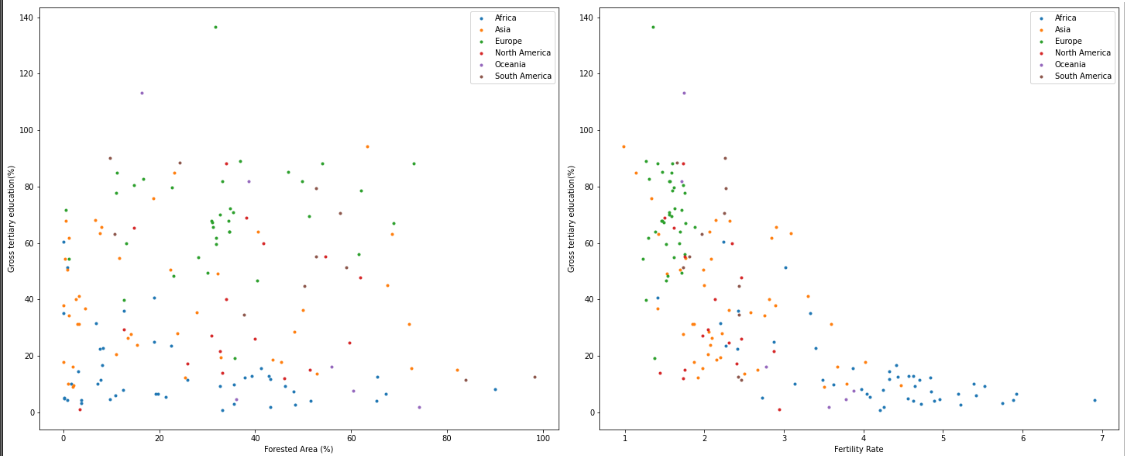 140
120
100
80
60
40
20
0
Gross tertiary education(%)
0 20 40 60 80 100
Forested Area (%)
Africa
Asia
Europe
North America
Oceania
South America
140
120
100
80
60
40
20
0
Gross tertiary education(%)
1 2 3 4 5 6 7
Fertility Rate
Africa
Asia
Europe
North America
Oceania
South America